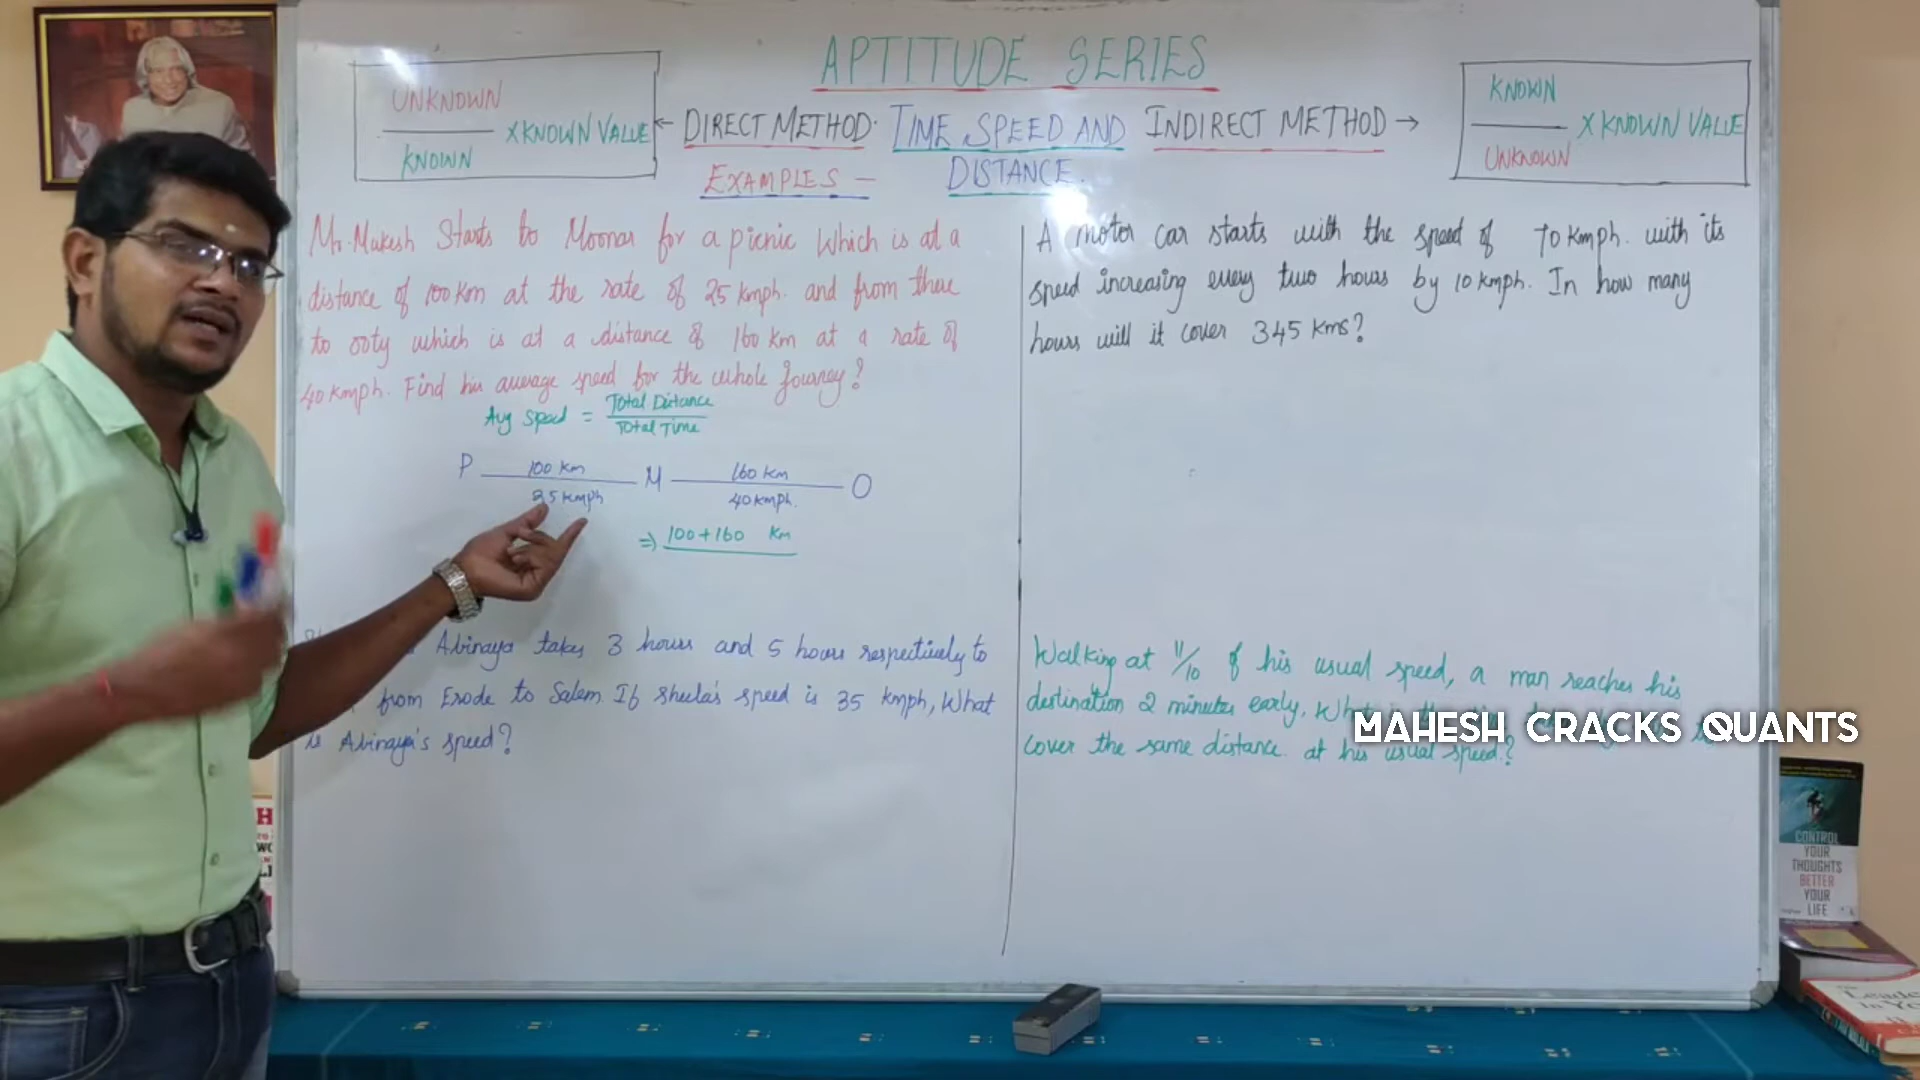 APTITUDE SERIES
UNKNOWN
KNOWN
X KNOWN VALUE
← DIRECT METHOD. TIME SPEED AND INDIRECT METHOD →
KNOWN
UNKNOWN
X KNOWN VALUE
EXAMPLES — DISTANCE.
Mr. Mukesh Starts to Moonar for a picnic which is at a
distance of 100 km at the rate of 25 kmph. and from there
to ooty which is at a distance of 160 km at a rate of
40 kmph. Find his average speed for the whole Journey?
Avg Speed = Total Distance
Total Time
P 100 km M 160 km O
25 kmph 40 kmph.
⇒ 100+160 Km
Abinaya takes 3 hours and 5 hours respectively to
from Erode to Salem If sheela's speed is 35 kmph, What
is Abinaya's speed?
A motor car starts with the speed of 70 kmph. with its
speed increasing every two hours by 10 kmph. In how many
hours will it cover 345 kms?
Walking at 11/10 of his usual speed, a man reaches his
destination 2 minutes early. What
cover the same distance. at his usual speed?
MAHESH CRACKS QUANTS
CONTROL
YOUR
THOUGHTS
BETTER
YOUR
LIFE